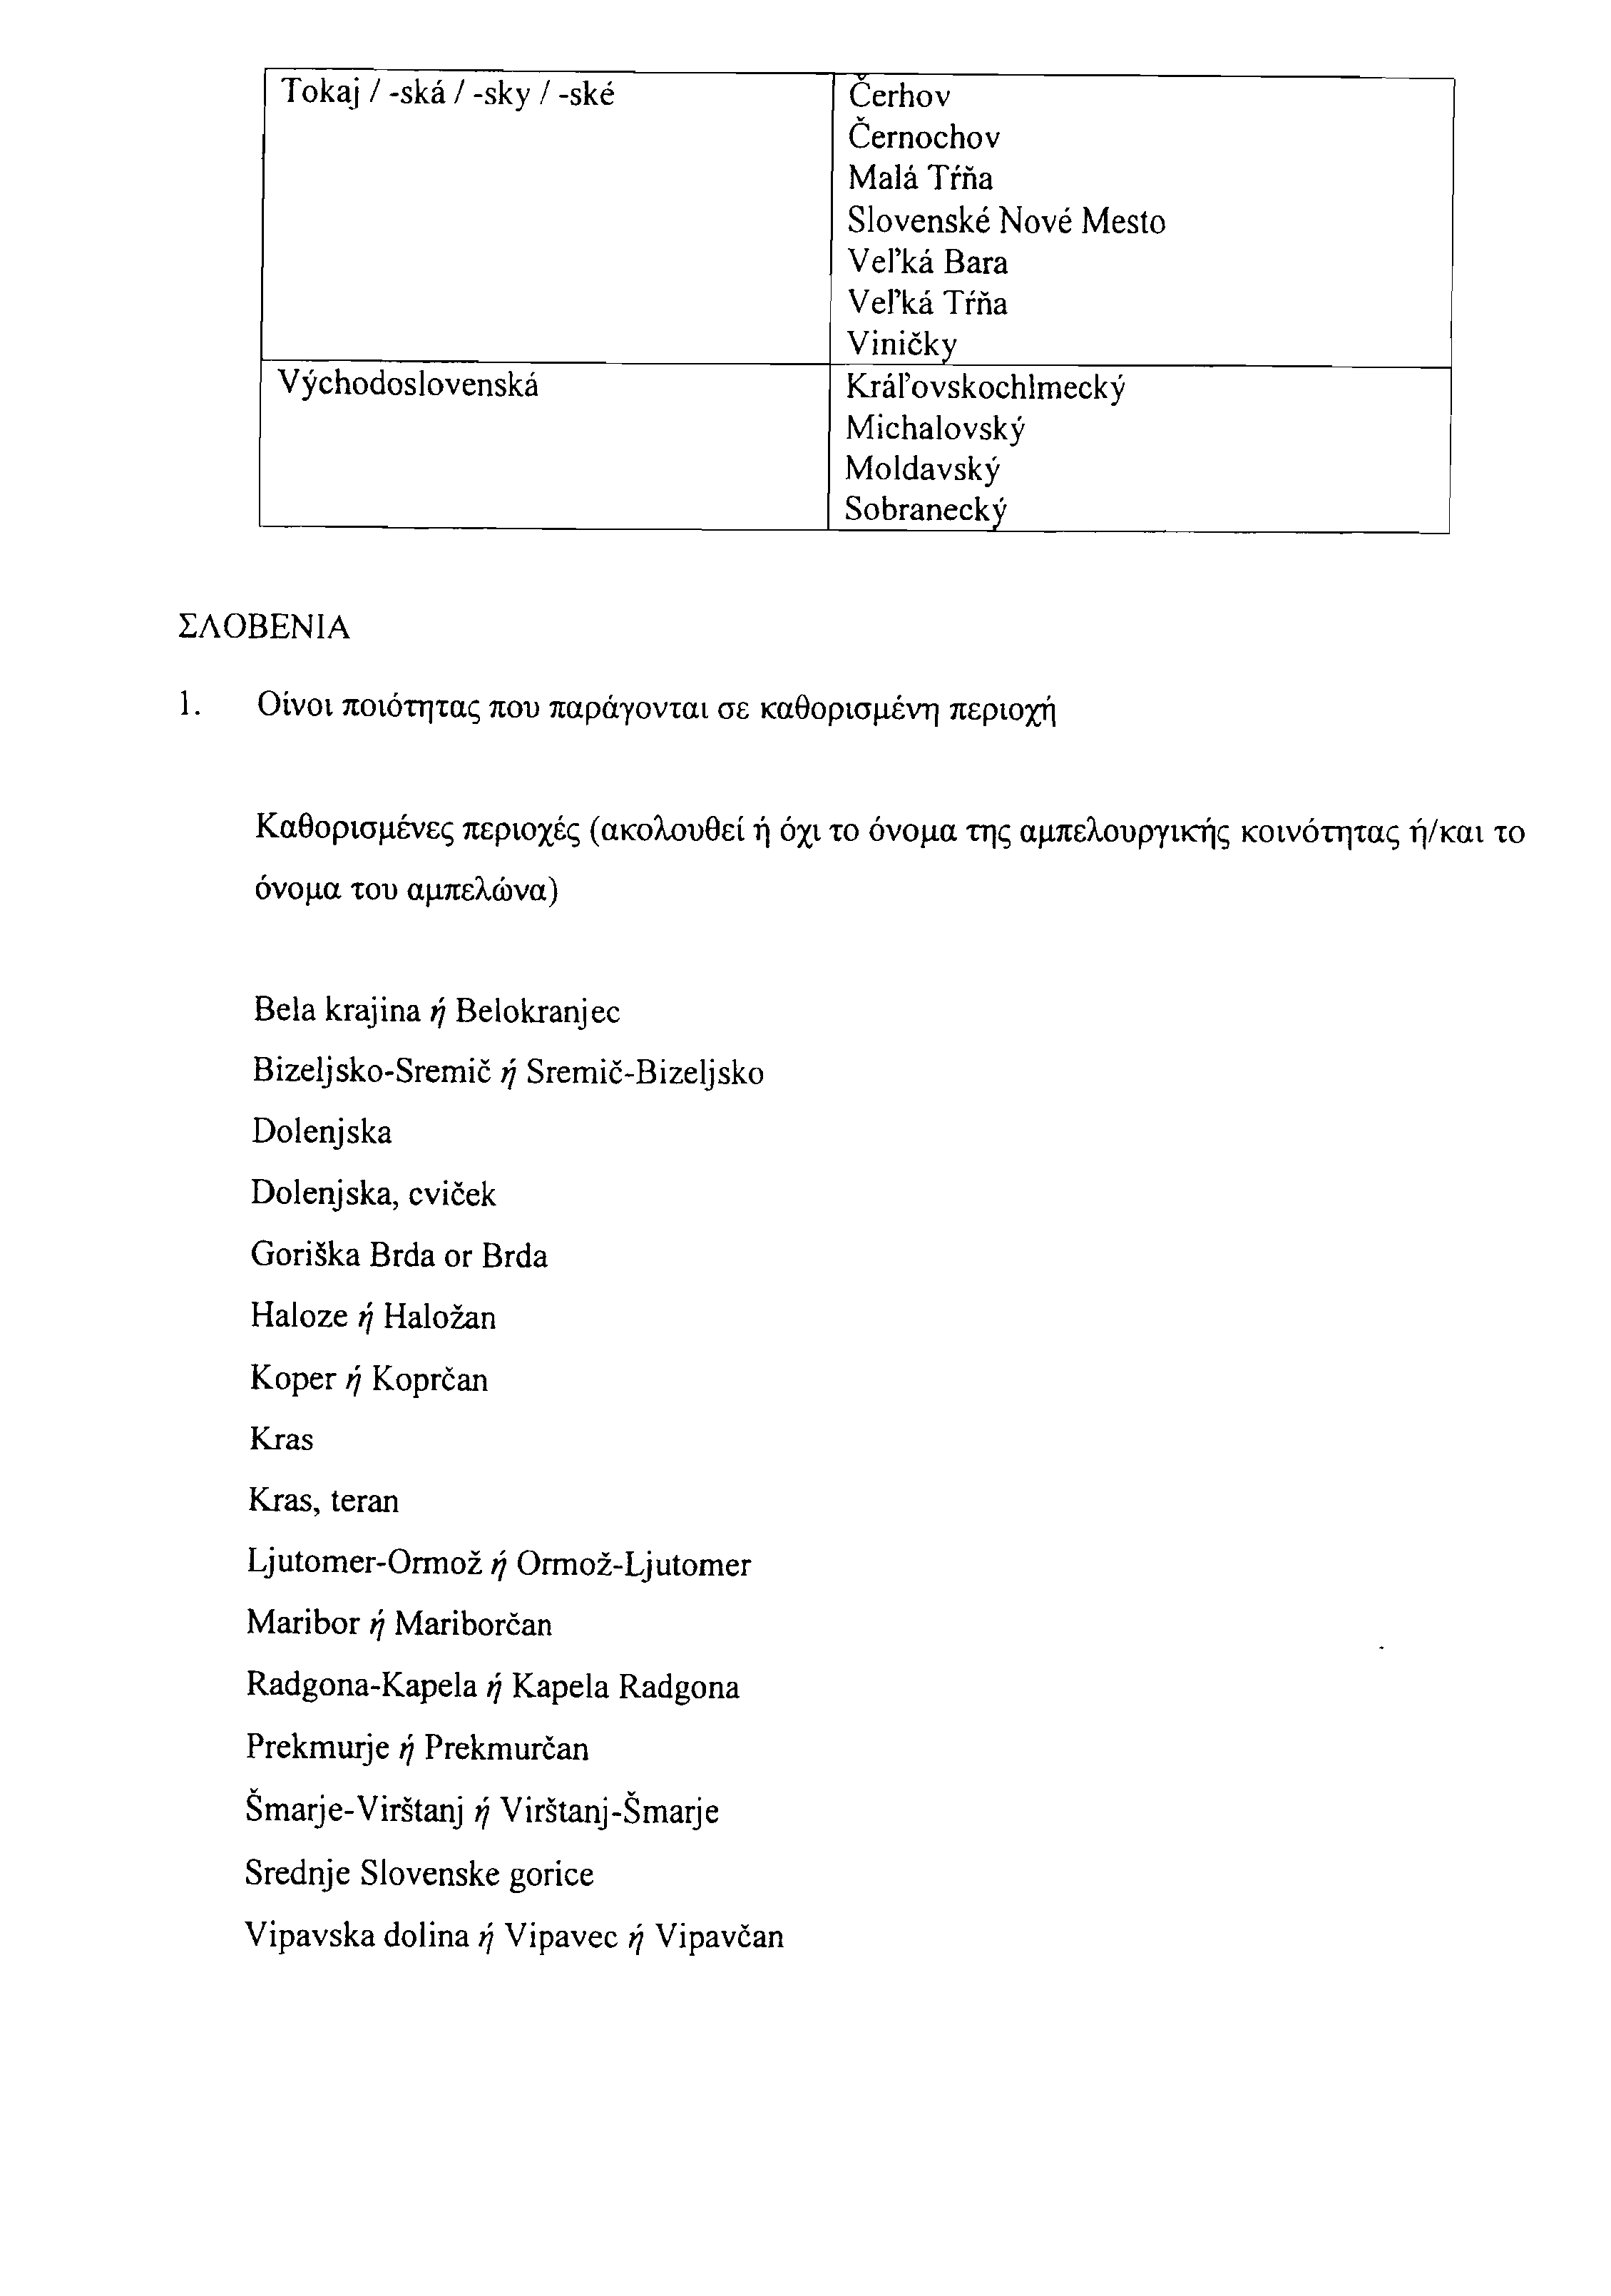 Tokaj / -ská / -sky / -ské
Čerhov
Černochov
Malá Tŕňa
Slovenské Nové Mesto
Veľká Bara
Veľká Tŕňa
Viničky
Východoslovenská
Kráľovskochlmecký
Michalovský
Moldavský
Sobranecký
ΣΛΟΒΕΝΙΑ
1. Οίνοι ποιότητας που παράγονται σε καθορισμένη περιοχή
Καθορισμένες περιοχές (ακολουθεί ή όχι το όνομα της αμπελουργικής κοινότητας ή/και το
όνομα του αμπελώνα)
Bela krajina ή Belokranjec
Bizeljsko-Sremič ή Sremič-Bizeljsko
Dolenjska
Dolenjska, cviček
Goriška Brda or Brda
Haloze ή Haložan
Koper ή Koprčan
Kras
Kras, teran
Ljutomer-Ormož ή Ormož-Ljutomer
Maribor ή Mariborčan
Radgona-Kapela ή Kapela Radgona
Prekmurje ή Prekmurčan
Šmarje-Virštanj ή Virštanj-Šmarje
Srednje Slovenske gorice
Vipavska dolina ή Vipavec ή Vipavčan